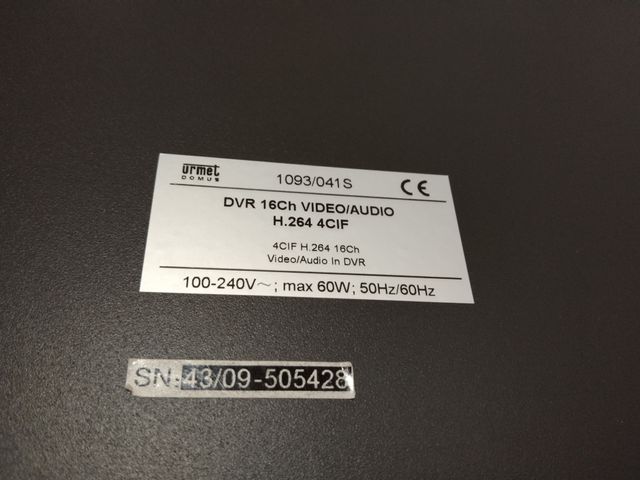 urmet
DOMUS
1093/041S
CE
DVR 16Ch VIDEO/AUDIO
H.264 4CIF
4CIF H.264 16Ch
Video/Audio In DVR
100-240V~; max 60W; 50Hz/60Hz
SN:43/09-505428